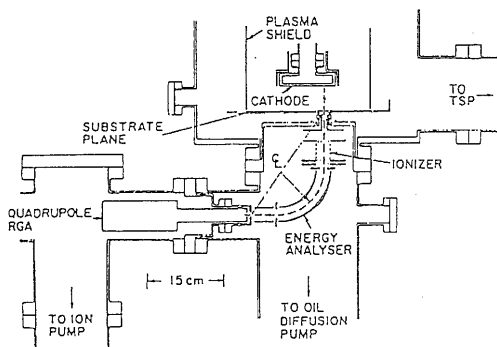 PLASMA
SHIELD
CATHODE
TO
TSP
SUBSTRATE
PLANE
IONIZER
℄
QUADRUPOLE
RGA
ENERGY
ANALYSER
15 cm
TO ION
PUMP
TO OIL
DIFFUSION
PUMP